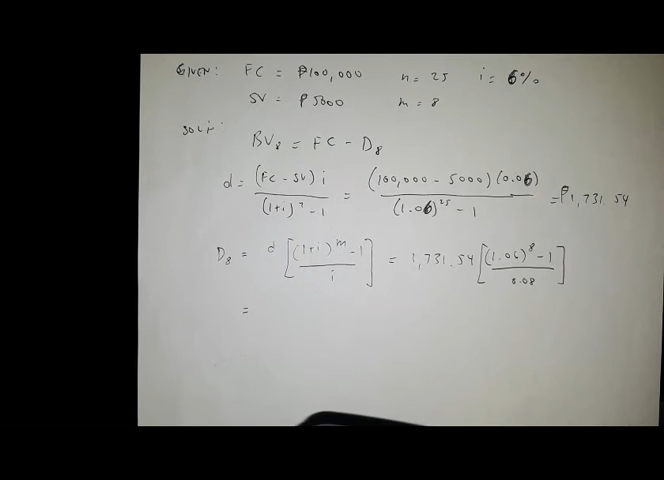 GIVEN: FC = ₱100,000 n = 25 i = 6%
SV = ₱5000 m = 8
SOL'N:
BV₈ = FC - D₈
d = (FC - SV) i / (1+i)ⁿ - 1 = (100,000 - 5000)(0.06) / (1.06)²⁵ - 1 = ₱1,731.54
D₈ = d [(1+i)ᵐ - 1 / i] = 1,731.54 [(1.06)⁸ - 1 / 0.08]
=